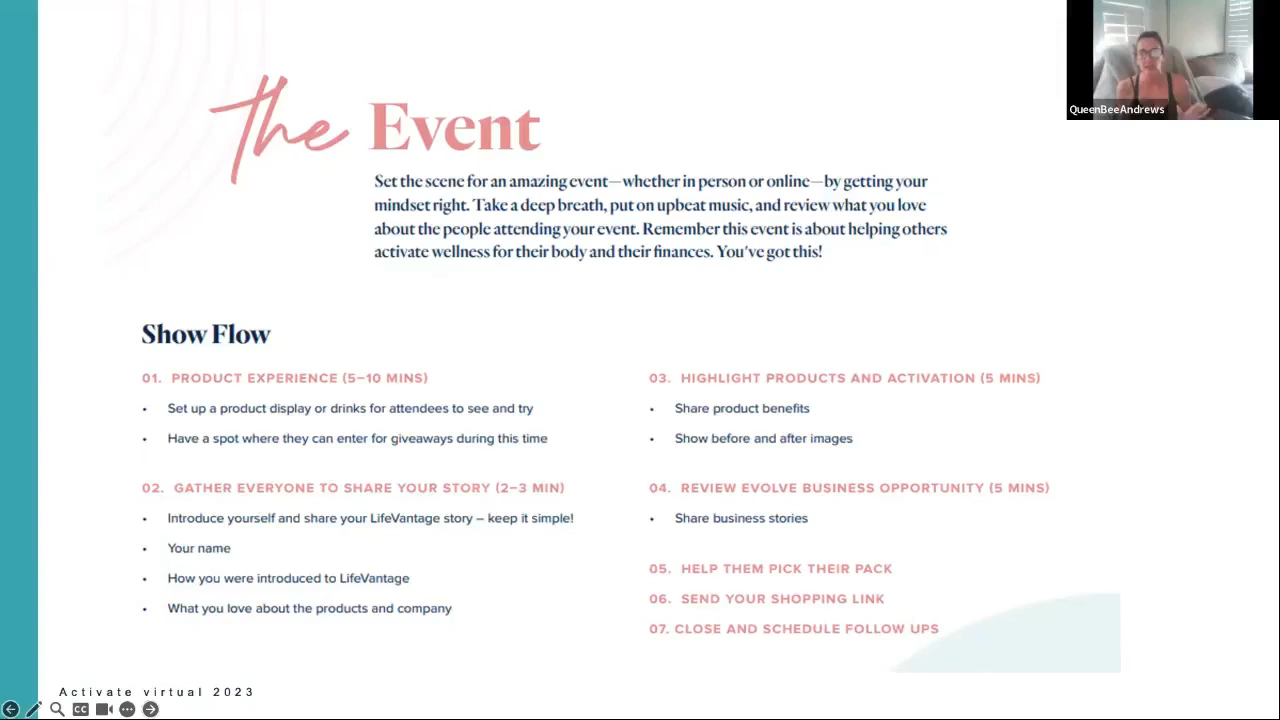 the Event
QueenBeeAndrews
Set the scene for an amazing event—whether in person or online—by getting your
mindset right. Take a deep breath, put on upbeat music, and review what you love
about the people attending your event. Remember this event is about helping others
activate wellness for their body and their finances. You've got this!
Show Flow
01. PRODUCT EXPERIENCE (5–10 MINS)
• Set up a product display or drinks for attendees to see and try
• Have a spot where they can enter for giveaways during this time
02. GATHER EVERYONE TO SHARE YOUR STORY (2–3 MIN)
• Introduce yourself and share your LifeVantage story – keep it simple!
• Your name
• How you were introduced to LifeVantage
• What you love about the products and company
03. HIGHLIGHT PRODUCTS AND ACTIVATION (5 MINS)
• Share product benefits
• Show before and after images
04. REVIEW EVOLVE BUSINESS OPPORTUNITY (5 MINS)
• Share business stories
05. HELP THEM PICK THEIR PACK
06. SEND YOUR SHOPPING LINK
07. CLOSE AND SCHEDULE FOLLOW UPS
Activate virtual 2023
CC